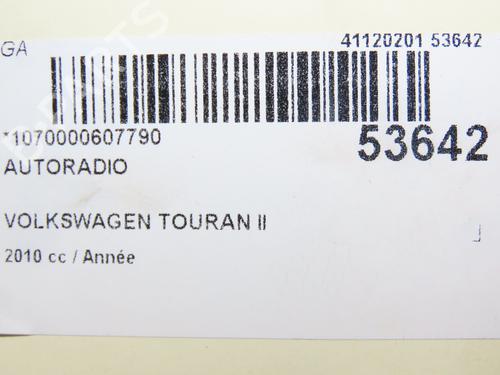 GA 41120201 53642
*1070000607790 53642
AUTORADIO
VOLKSWAGEN TOURAN II
2010 cc / Année